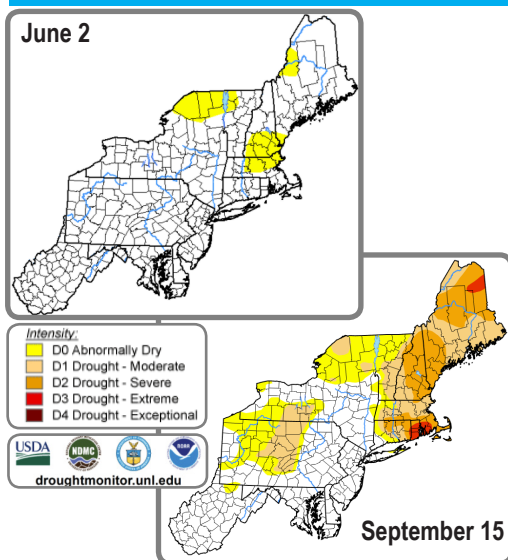 June 2
Intensity:
D0 Abnormally Dry
D1 Drought - Moderate
D2 Drought - Severe
D3 Drought - Extreme
D4 Drought - Exceptional
USDA
NDMC
NOAA
droughtmonitor.unl.edu
September 15